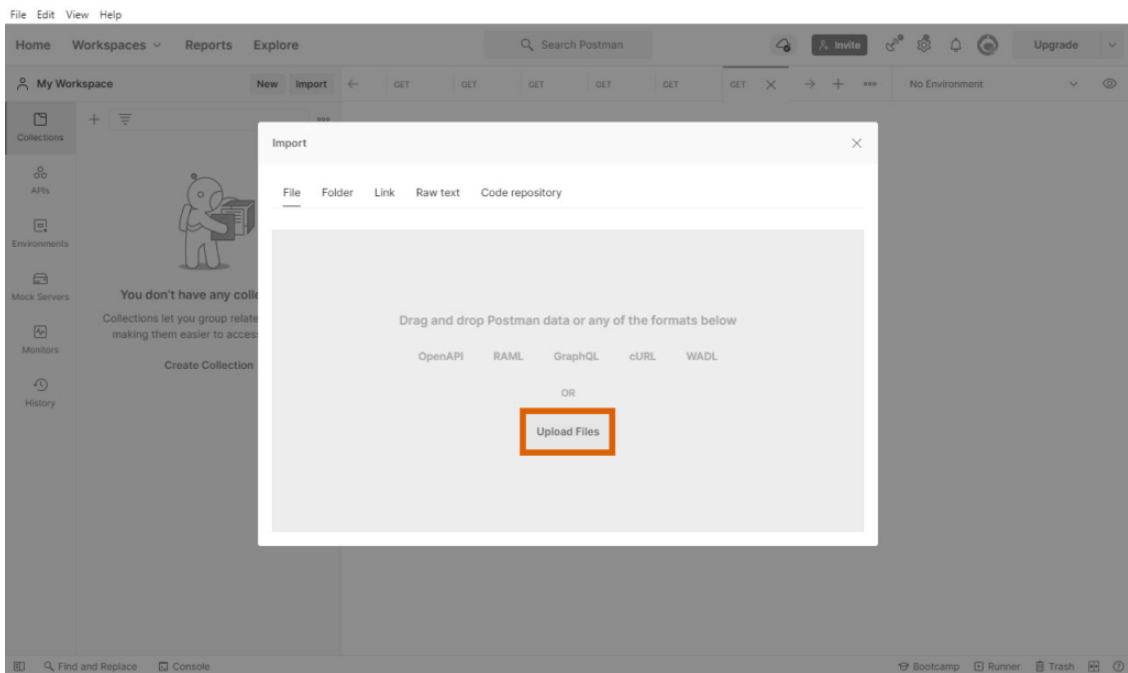 File Edit View Help
Home Workspaces Reports Explore Search Postman Invite Upgrade
My Workspace New Import GET GET GET GET GET GET No Environment
Collections
APIs
Environments
Mock Servers
Monitors
History
You don't have any colle
Collections let you group relate
making them easier to acces
Create Collection
Import
File Folder Link Raw text Code repository
Drag and drop Postman data or any of the formats below
OpenAPI RAML GraphQL cURL WADL
OR
Upload Files
Find and Replace Console Bootcamp Runner Trash